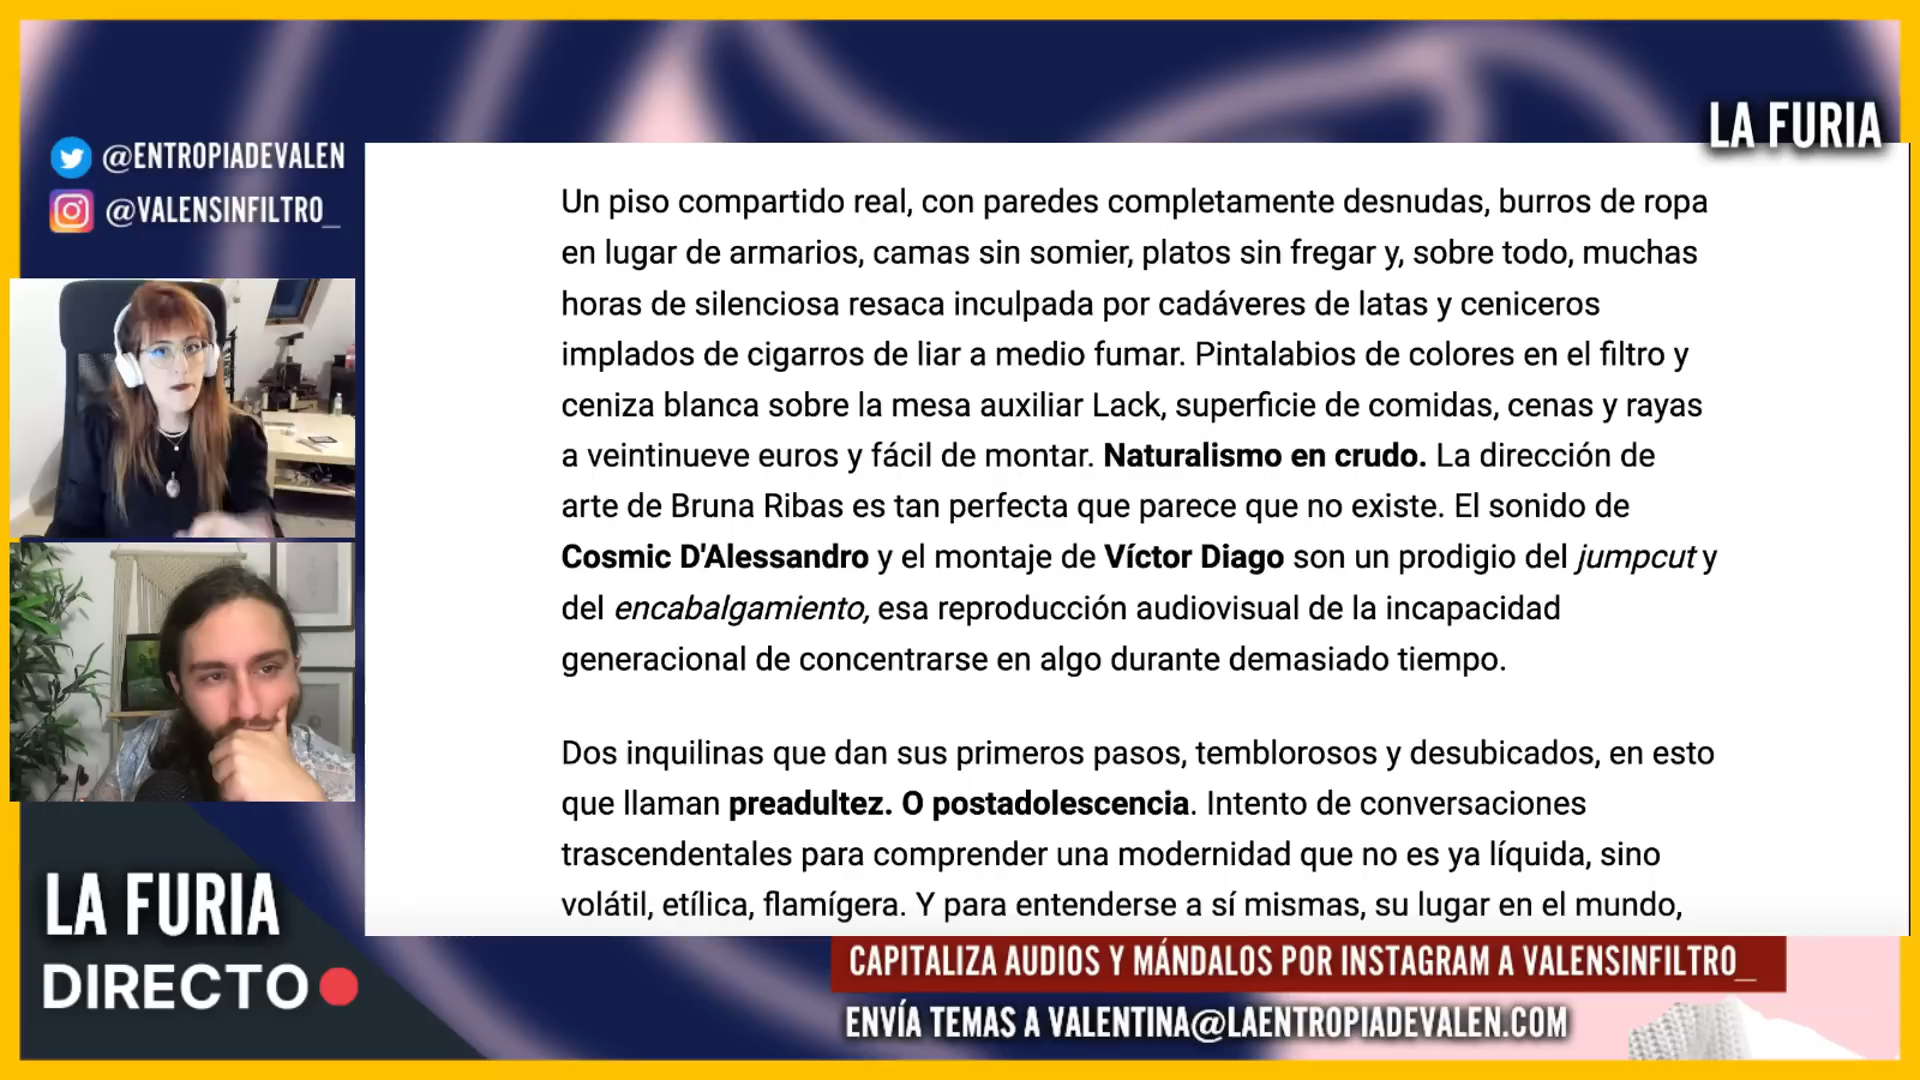 LA FURIA
@ENTROPIADEVALEN
@VALENSINFILTRO_
Un piso compartido real, con paredes completamente desnudas, burros de ropa
en lugar de armarios, camas sin somier, platos sin fregar y, sobre todo, muchas
horas de silenciosa resaca inculpada por cadáveres de latas y ceniceros
implados de cigarros de liar a medio fumar. Pintalabios de colores en el filtro y
ceniza blanca sobre la mesa auxiliar Lack, superficie de comidas, cenas y rayas
a veintinueve euros y fácil de montar. Naturalismo en crudo. La dirección de
arte de Bruna Ribas es tan perfecta que parece que no existe. El sonido de
Cosmic D'Alessandro y el montaje de Víctor Diago son un prodigio del jumpcut y
del encabalgamiento, esa reproducción audiovisual de la incapacidad
generacional de concentrarse en algo durante demasiado tiempo.
Dos inquilinas que dan sus primeros pasos, temblorosos y desubicados, en esto
que llaman preadultez. O postadolescencia. Intento de conversaciones
trascendentales para comprender una modernidad que no es ya líquida, sino
volátil, etílica, flamígera. Y para entenderse a sí mismas, su lugar en el mundo,
LA FURIA
DIRECTO
CAPITALIZA AUDIOS Y MÁNDALOS POR INSTAGRAM A VALENSINFILTRO_
ENVÍA TEMAS A VALENTINA@LAENTROPIADEVALEN.COM